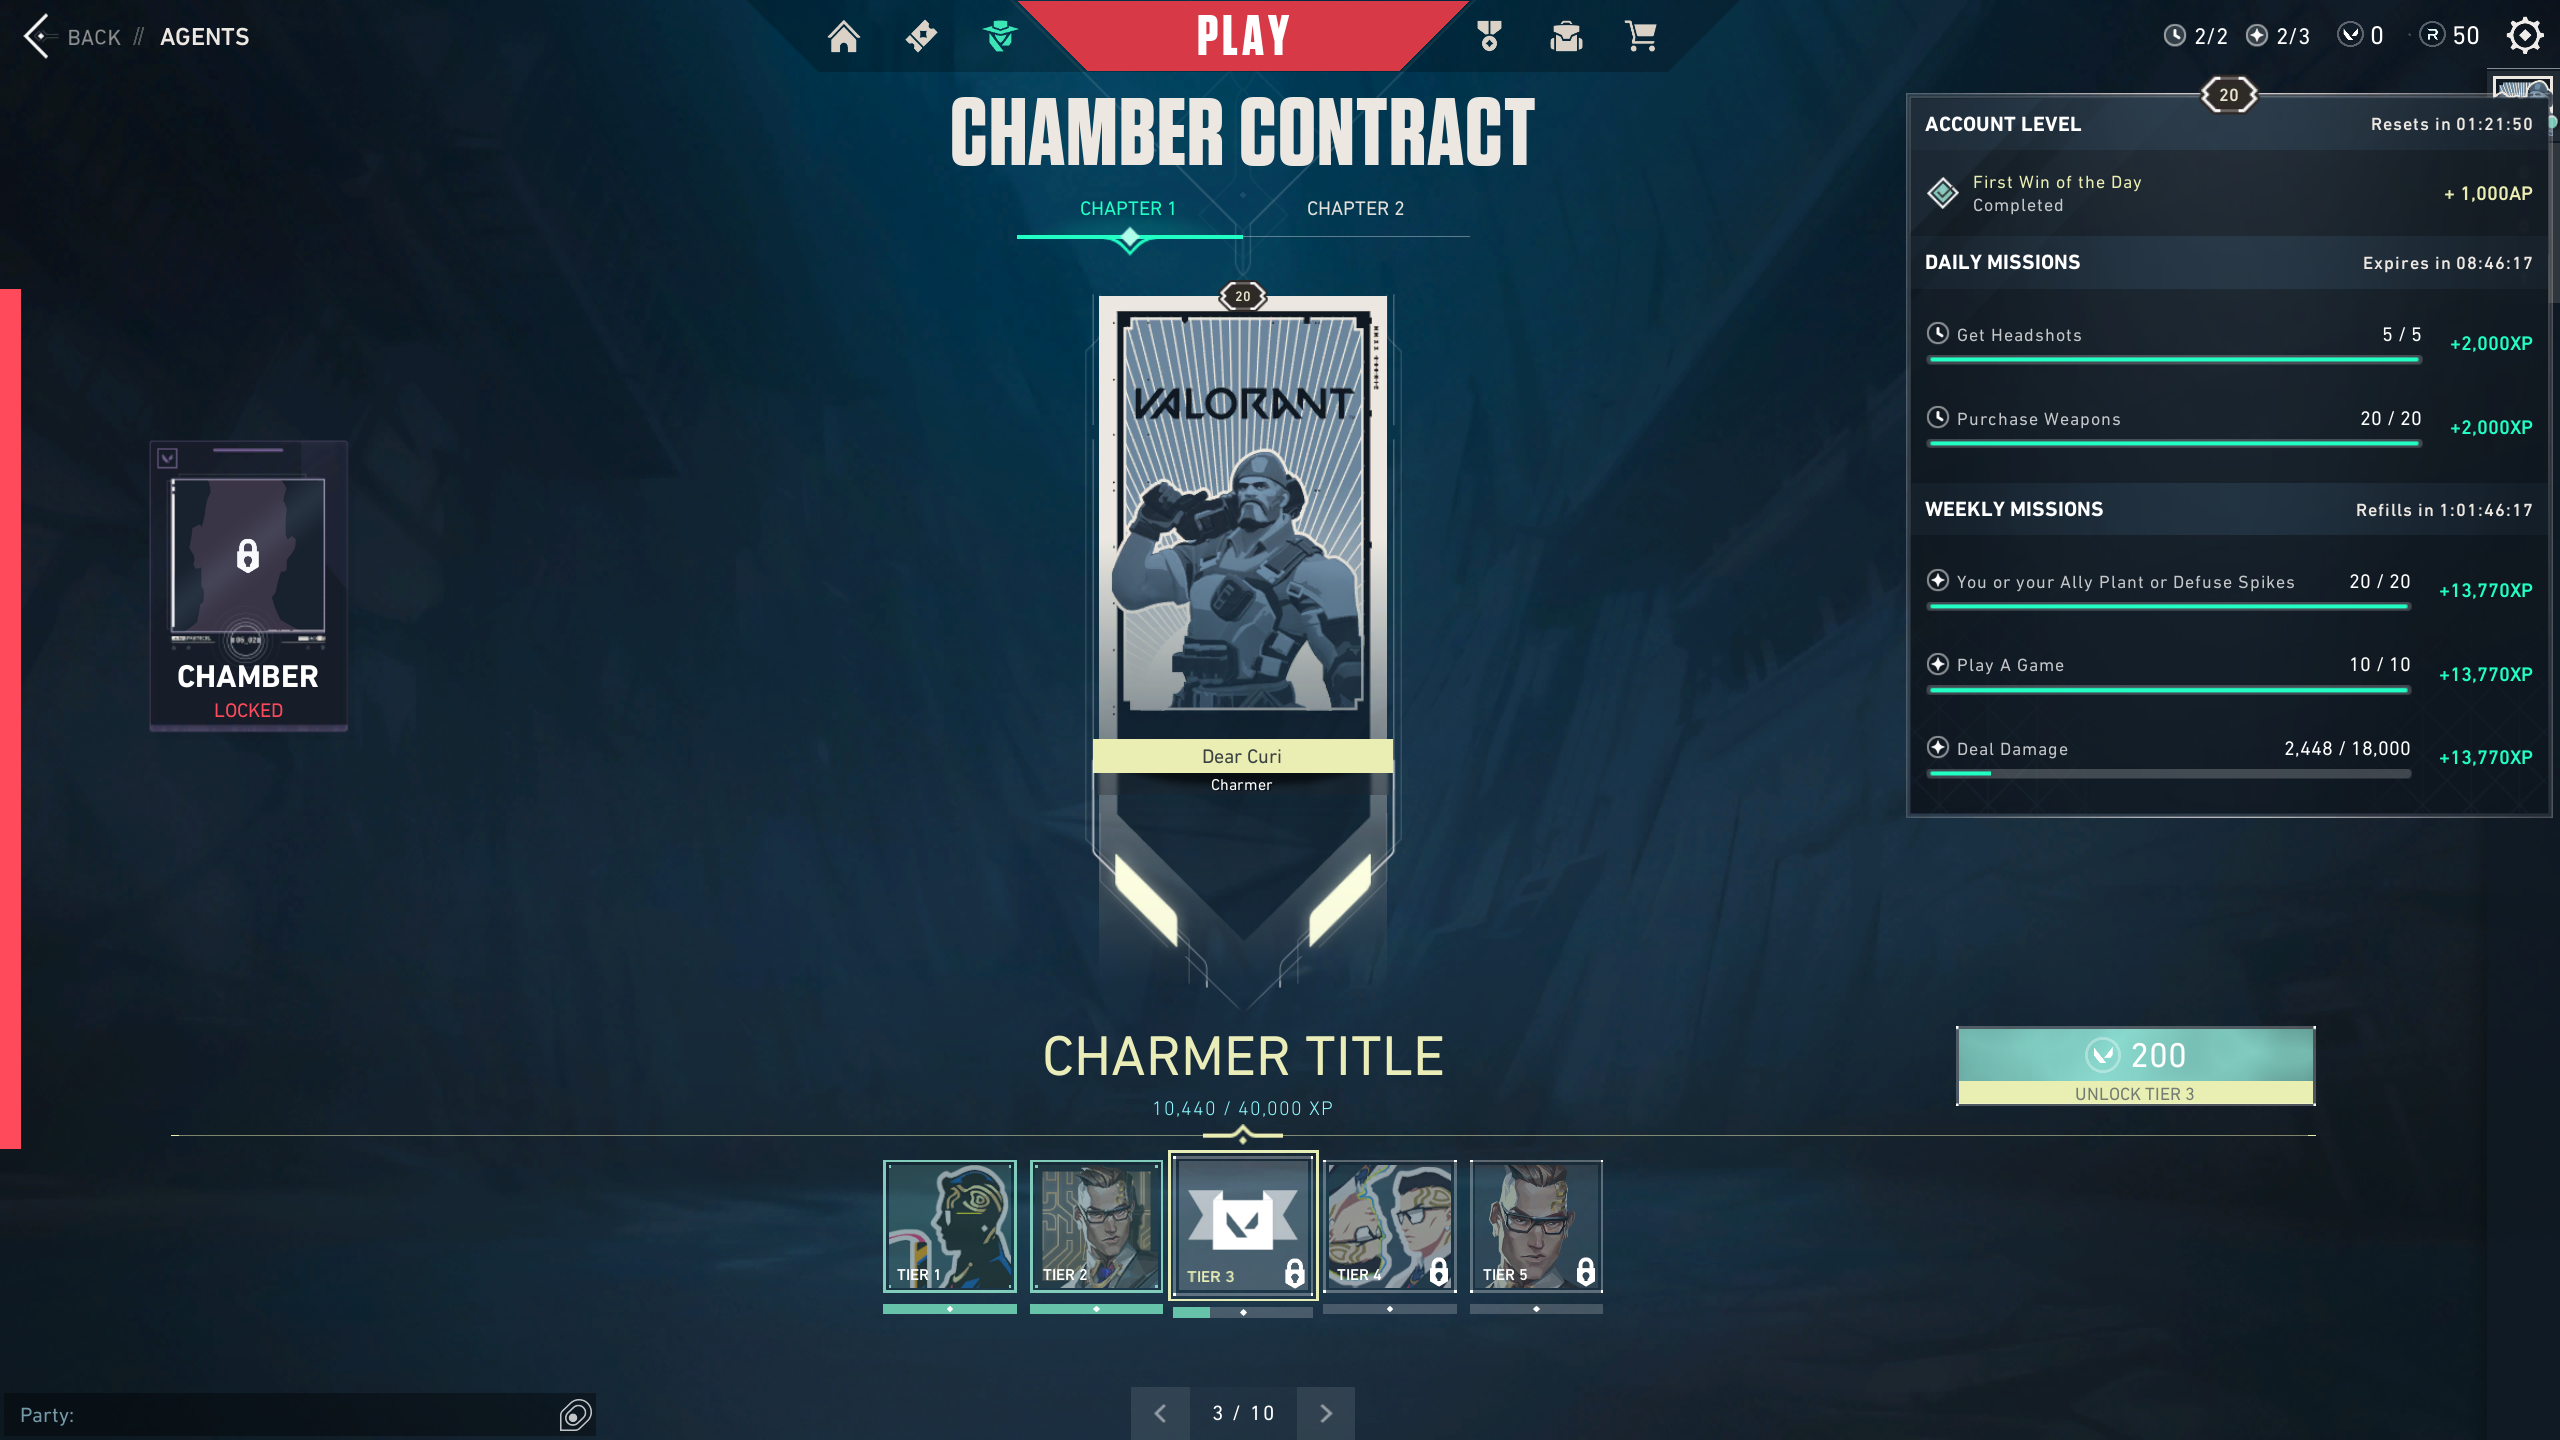 BACK // AGENTS
PLAY
2/2 2/3 0 50
CHAMBER CONTRACT
CHAPTER 1 CHAPTER 2
20
VALORANT
Dear Curi
Charmer
CHAMBER
LOCKED
20
ACCOUNT LEVEL Resets in 01:21:50
First Win of the Day
Completed
+ 1,000AP
DAILY MISSIONS Expires in 08:46:17
Get Headshots 5 / 5 +2,000XP
Purchase Weapons 20 / 20 +2,000XP
WEEKLY MISSIONS Refills in 1:01:46:17
You or your Ally Plant or Defuse Spikes 20 / 20 +13,770XP
Play A Game 10 / 10 +13,770XP
Deal Damage 2,448 / 18,000 +13,770XP
CHARMER TITLE
10,440 / 40,000 XP
200
UNLOCK TIER 3
TIER 1 TIER 2 TIER 3 TIER 4 TIER 5
Party:
3 / 10